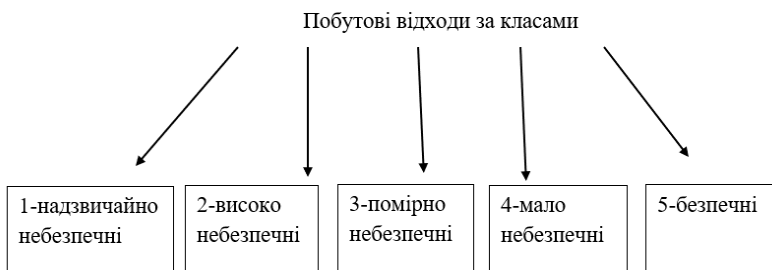 Побутові відходи за класами
1-надзвичайно
небезпечні
2-високо
небезпечні
3-помірно
небезпечні
4-мало
небезпечні
5-безпечні